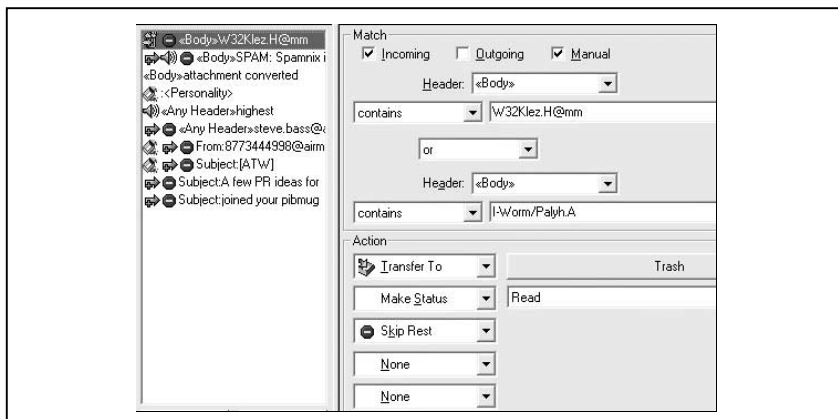 «Body»W32Klez.H@mm
«Body»SPAM: Spamnix i
«Body»attachment converted
:<Personality>
«Any Header»highest
«Any Header»steve.bass@
From:8773444998@airm
Subject:[ATW]
Subject:A few PR ideas for
Subject:joined your pibmug
Match
Incoming Outgoing Manual
Header: «Body»
contains W32Klez.H@mm
or
Header: «Body»
contains I-Worm/Palyh.A
Action
Transfer To Trash
Make Status Read
Skip Rest
None
None